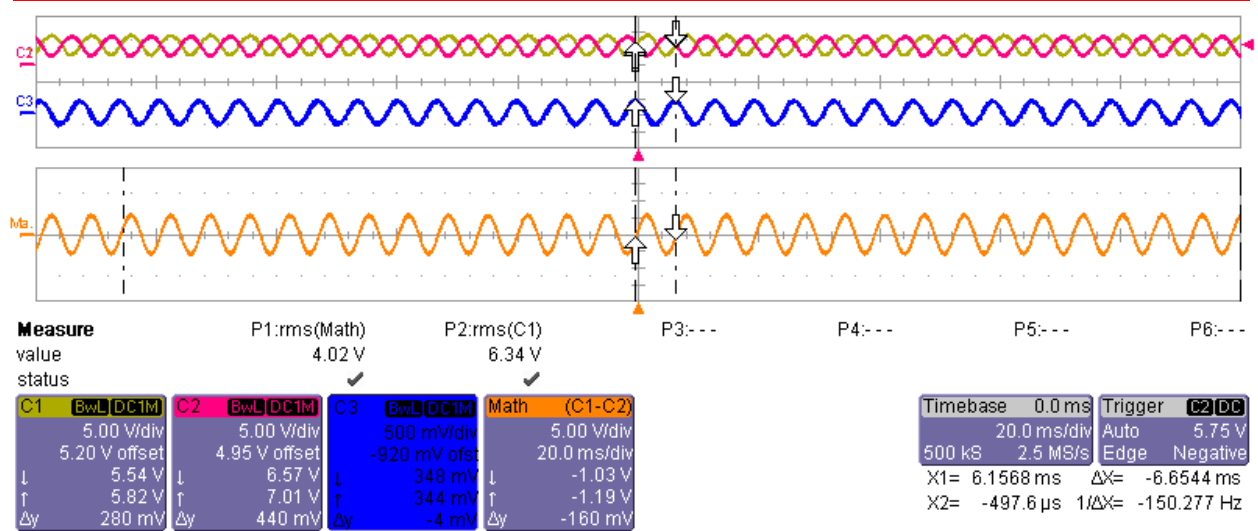 C2
C3
Ma.
Measure P1:rms(Math) P2:rms(C1) P3:- - - P4:- - - P5:- - - P6:- - -
value 4.02 V 6.34 V
status
C1 BwL DC1M C2 BwL DC1M C3 BwL DC1M Math (C1-C2) Timebase 0.0 ms Trigger C2 DC
5.00 V/div 5.00 V/div 500 mV/div 5.00 V/div 20.0 ms/div Auto 5.75 V
5.20 V offset 4.95 V offset -920 mV ofst 20.0 ms/div 500 kS 2.5 MS/s Edge Negative
↓ 5.54 V ↓ 6.57 V ↓ 348 mV ↓ -1.03 V X1= 6.1568 ms ΔX= -6.6544 ms
↑ 5.82 V ↑ 7.01 V ↑ 344 mV ↑ -1.19 V X2= -497.6 µs 1/ΔX= -150.277 Hz
Δy 280 mV Δy 440 mV Δy -4 mV Δy -160 mV